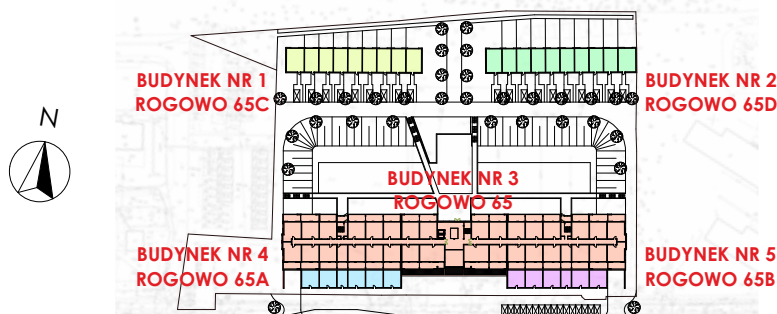 BUDYNEK NR 1
ROGOWO 65C
BUDYNEK NR 2
ROGOWO 65D
N
BUDYNEK NR 3
ROGOWO 65
BUDYNEK NR 4
ROGOWO 65A
BUDYNEK NR 5
ROGOWO 65B